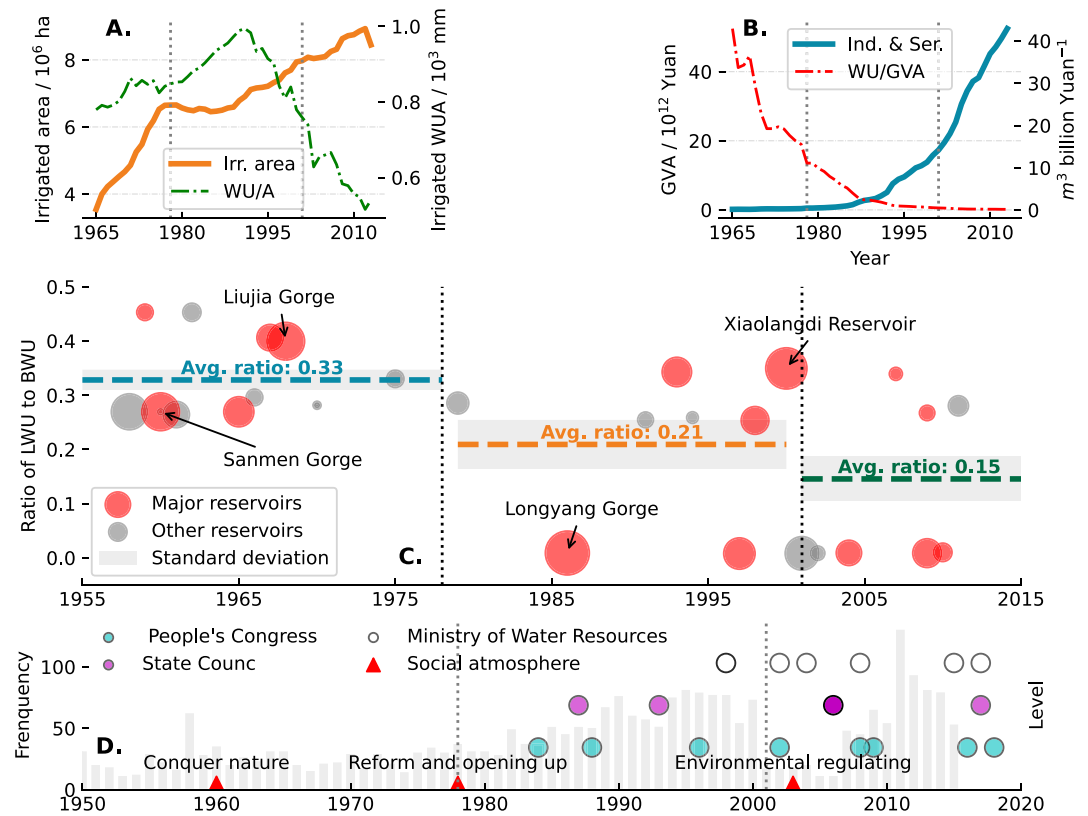 A.
Irrigated area / 10⁶ ha
8
6
4
1965
1980
1995
2010
Irr. area
WU/A
1.0
0.8
0.6
Irrigated WUA / 10³ mm
B.
GVA / 10¹² Yuan
40
20
0
1965
1980
1995
2010
Year
Ind. & Ser.
WU/GVA
40
30
20
10
0
m³ billion Yuan⁻¹
Ratio of LWU to BWU
0.5
0.4
0.3
0.2
0.1
0.0
Liujia Gorge
Xiaolangdi Reservoir
Avg. ratio: 0.33
Avg. ratio: 0.21
Sanmen Gorge
Avg. ratio: 0.15
Longyang Gorge
Major reservoirs
Other reservoirs
Standard deviation
C.
1955
1965
1975
1985
1995
2005
2015
People's Congress
State Counc
Ministry of Water Resources
Social atmosphere
Frenquency
100
50
0
Level
D.
Conquer nature
Reform and opening up
Environmental regulating
1950
1960
1970
1980
1990
2000
2010
2020